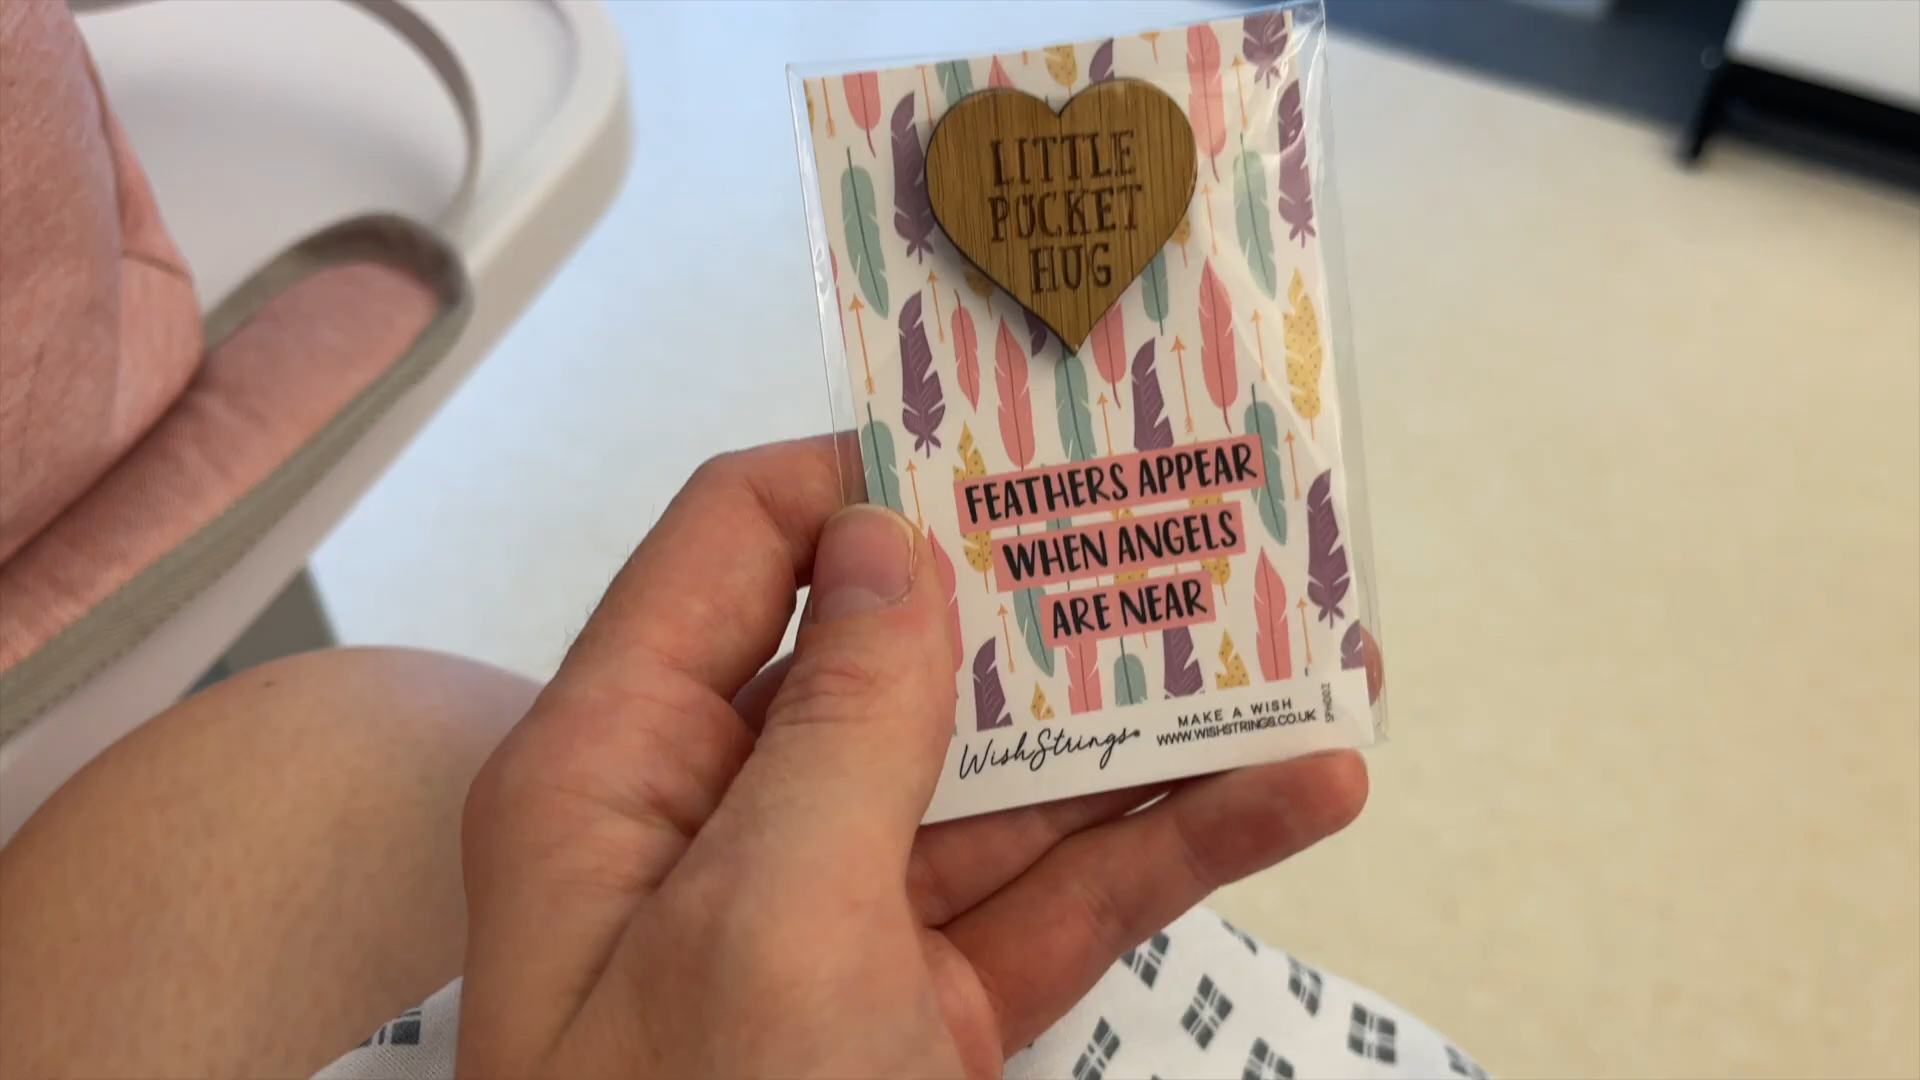 LITTLE
POCKET
HUG
FEATHERS APPEAR
WHEN ANGELS
ARE NEAR
WishStrings
MAKE A WISH
WWW.WISHSTRINGS.CO.UK